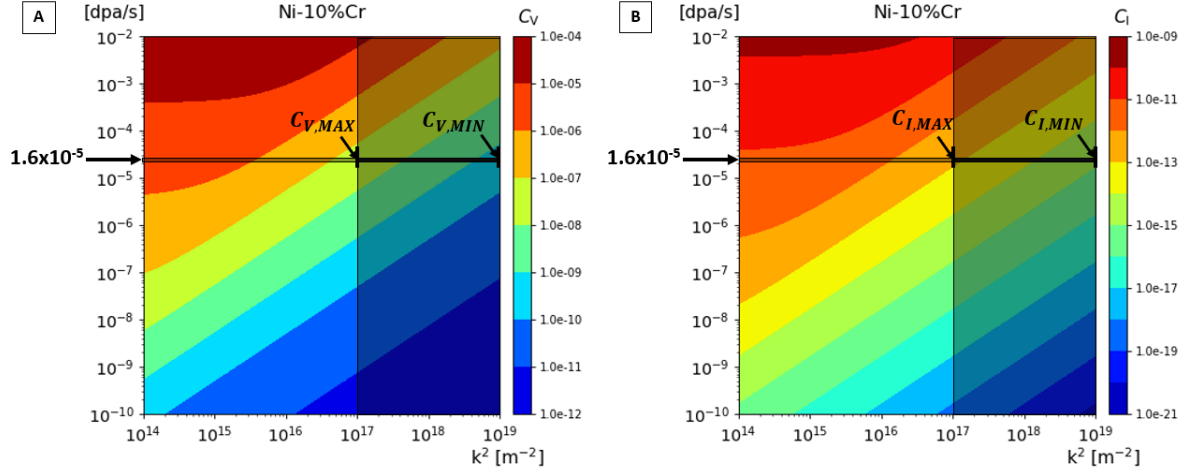 A
[dpa/s]
Ni-10%Cr
C_V
10^-2
10^-3
10^-4
10^-5
10^-6
10^-7
10^-8
10^-9
10^-10
1.6x10^-5
C_V,MAX
C_V,MIN
1.0e-04
1.0e-05
1.0e-06
1.0e-07
1.0e-08
1.0e-09
1.0e-10
1.0e-11
1.0e-12
10^14 10^15 10^16 10^17 10^18 10^19
k^2 [m^-2]
B
[dpa/s]
Ni-10%Cr
C_I
10^-2
10^-3
10^-4
10^-5
10^-6
10^-7
10^-8
10^-9
10^-10
1.6x10^-5
C_I,MAX
C_I,MIN
1.0e-09
1.0e-11
1.0e-13
1.0e-15
1.0e-17
1.0e-19
1.0e-21
10^14 10^15 10^16 10^17 10^18 10^19
k^2 [m^-2]